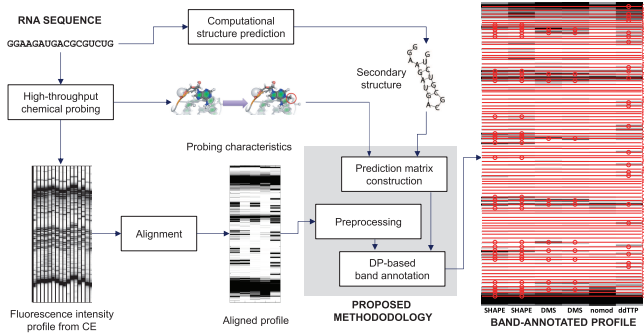 RNA SEQUENCE
GGAAGAUGACGCGUCUG
Computational
structure prediction
High-throughput
chemical probing
Secondary
structure
G
G A
A G A U G A C
G C G U C U G
Probing characteristics
Prediction matrix
construction
Preprocessing
Alignment
DP-based
band annotation
Fluorescence intensity
profile from CE
Aligned profile
PROPOSED
METHODODOLOGY
SHAPE SHAPE DMS DMS nomod ddTTP
BAND-ANNOTATED PROFILE